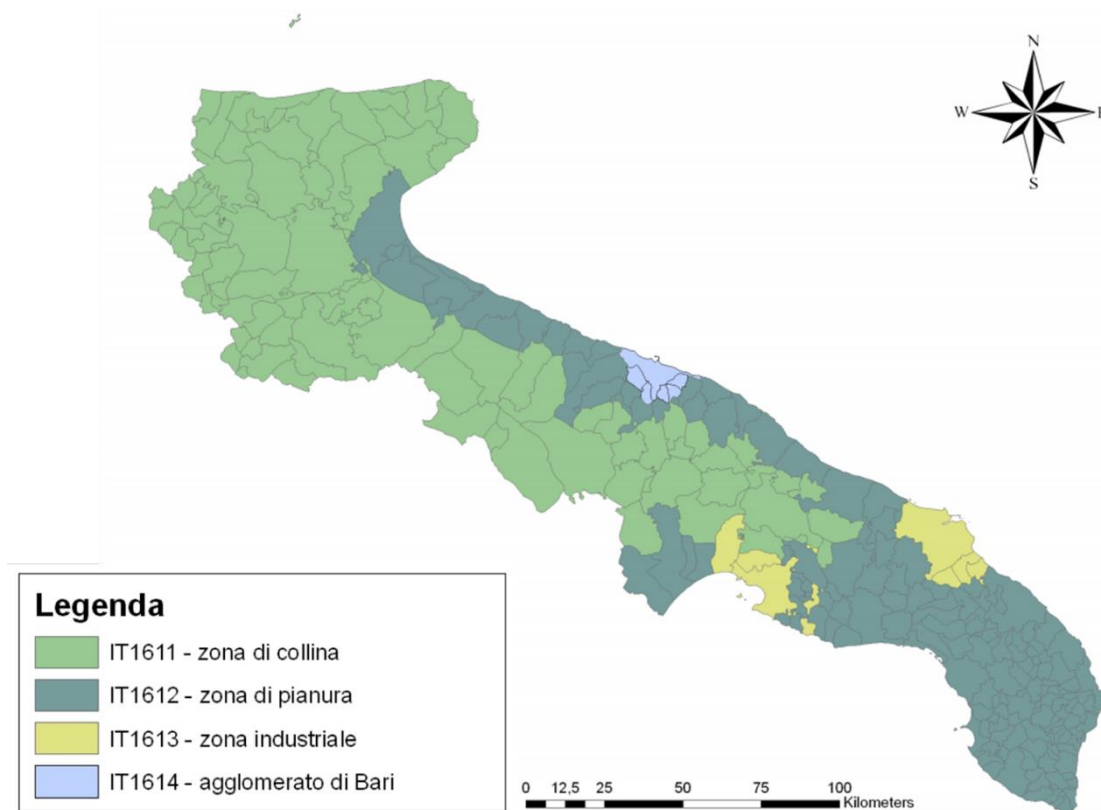 N
W E
S
Legenda
IT1611 - zona di collina
IT1612 - zona di pianura
IT1613 - zona industriale
IT1614 - agglomerato di Bari
0 12,5 25 50 75 100
Kilometers